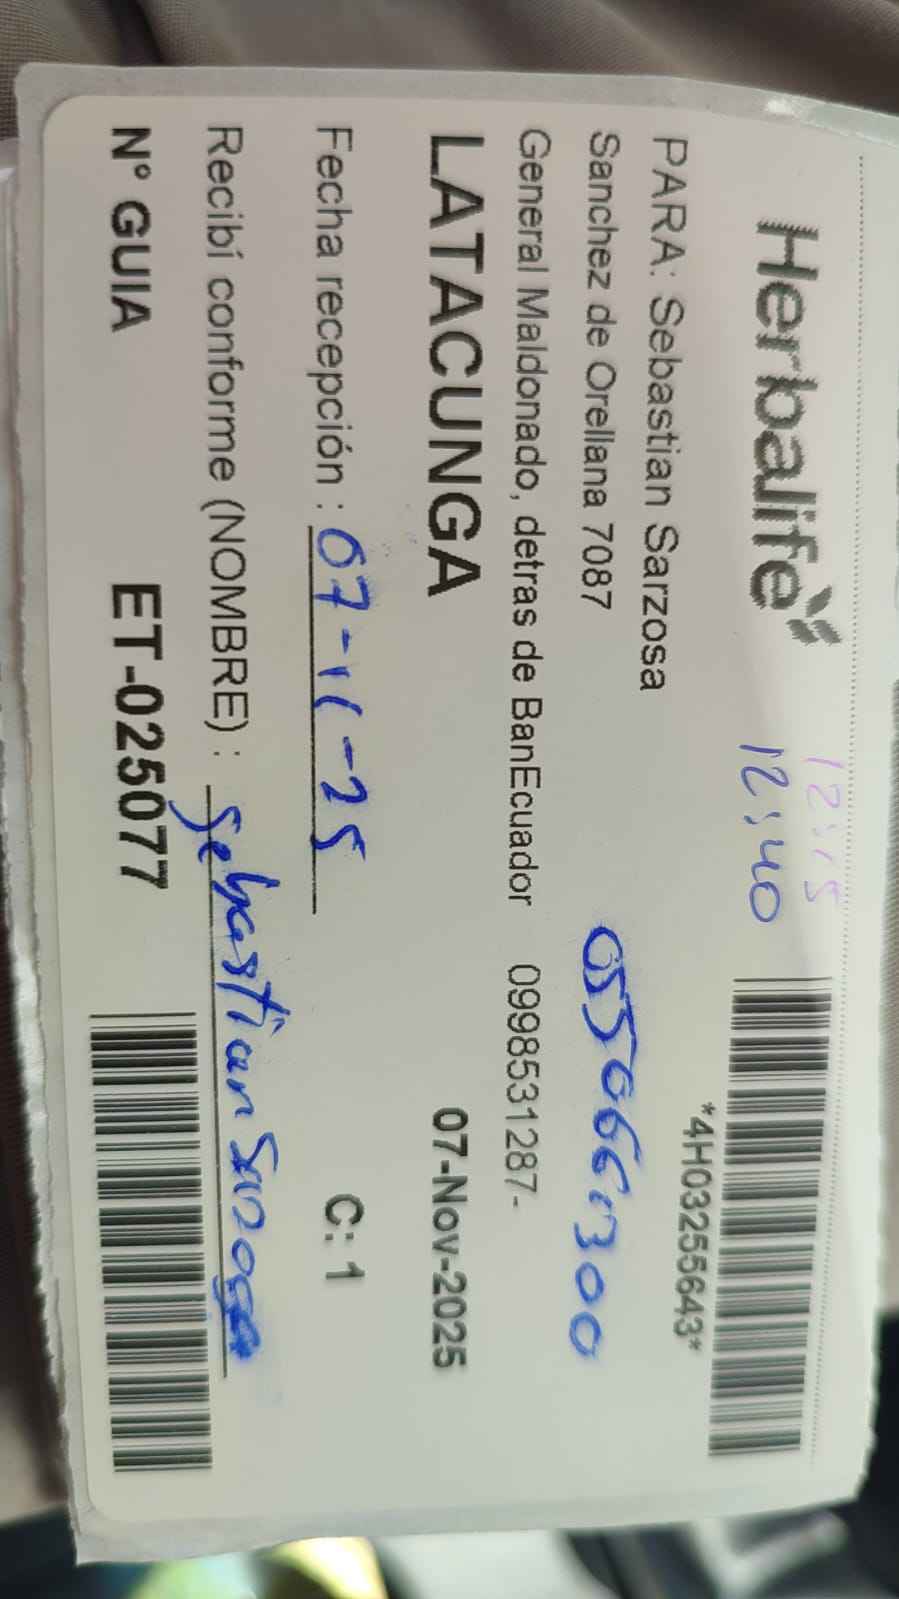 Herbalife
12:15
12:40
*4H03255643*
PARA: Sebastian Sarzosa
Sanchez de Orellana 7087
General Maldonado, detras de BanEcuador 0998531287-
LATACUNGA 07-Nov-2025
Fecha recepción : 07-11-25 C: 1
Recibí conforme (NOMBRE) : Sebastian Sarzosa
Nº GUIA ET-025077